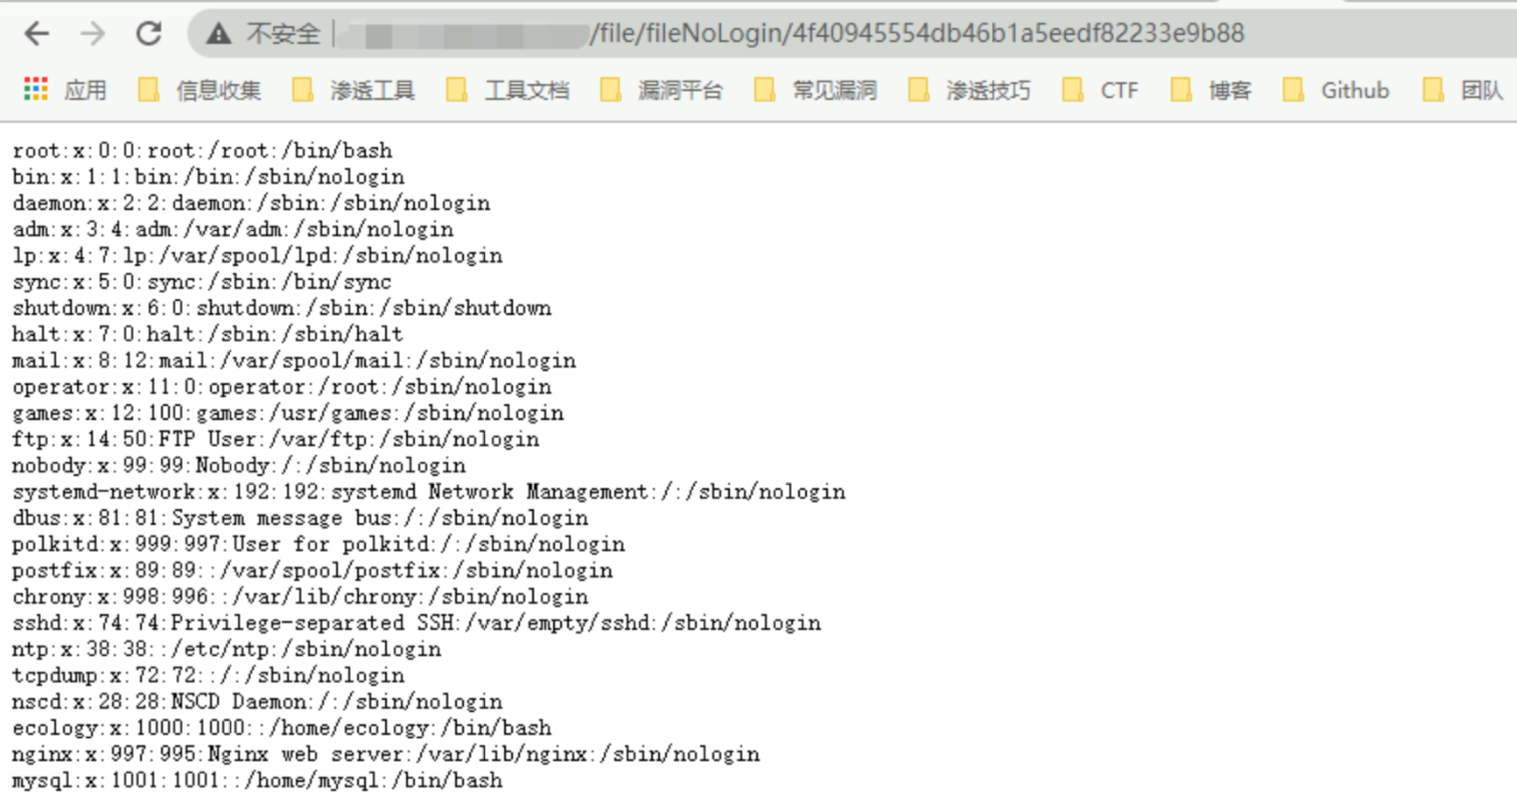 不安全 | /file/fileNoLogin/4f40945554db46b1a5eedf82233e9b88
应用 信息收集 渗透工具 工具文档 漏洞平台 常见漏洞 渗透技巧 CTF 博客 Github 团队
root:x:0:0:root:/root:/bin/bash
bin:x:1:1:bin:/bin:/sbin/nologin
daemon:x:2:2:daemon:/sbin:/sbin/nologin
adm:x:3:4:adm:/var/adm:/sbin/nologin
lp:x:4:7:lp:/var/spool/lpd:/sbin/nologin
sync:x:5:0:sync:/sbin:/bin/sync
shutdown:x:6:0:shutdown:/sbin:/sbin/shutdown
halt:x:7:0:halt:/sbin:/sbin/halt
mail:x:8:12:mail:/var/spool/mail:/sbin/nologin
operator:x:11:0:operator:/root:/sbin/nologin
games:x:12:100:games:/usr/games:/sbin/nologin
ftp:x:14:50:FTP User:/var/ftp:/sbin/nologin
nobody:x:99:99:Nobody:/:/sbin/nologin
systemd-network:x:192:192:systemd Network Management:/:/sbin/nologin
dbus:x:81:81:System message bus:/:/sbin/nologin
polkitd:x:999:997:User for polkitd:/:/sbin/nologin
postfix:x:89:89::/var/spool/postfix:/sbin/nologin
chrony:x:998:996::/var/lib/chrony:/sbin/nologin
sshd:x:74:74:Privilege-separated SSH:/var/empty/sshd:/sbin/nologin
ntp:x:38:38::/etc/ntp:/sbin/nologin
tcpdump:x:72:72::/:/sbin/nologin
nscd:x:28:28:NSCD Daemon:/:/sbin/nologin
ecology:x:1000:1000::/home/ecology:/bin/bash
nginx:x:997:995:Nginx web server:/var/lib/nginx:/sbin/nologin
mysql:x:1001:1001::/home/mysql:/bin/bash